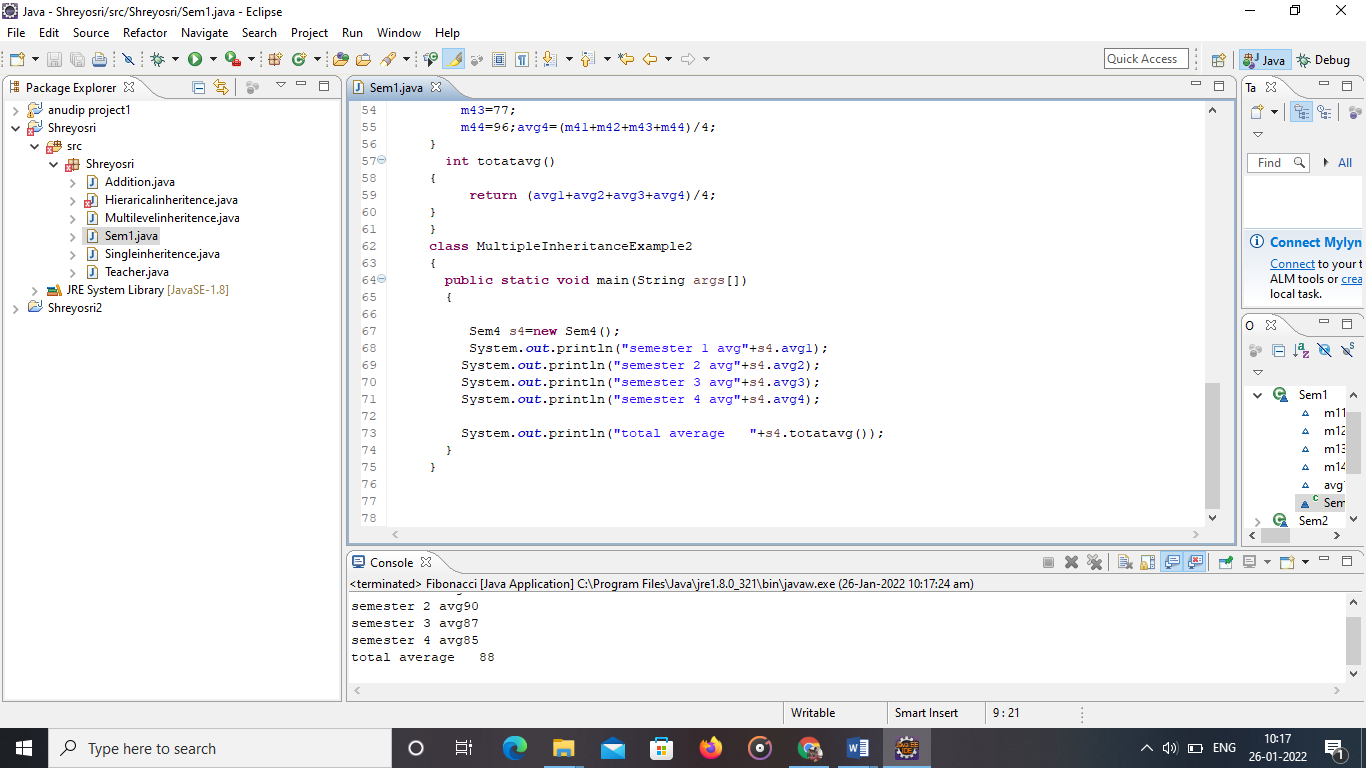 Java - Shreyosri/src/Shreyosri/Sem1.java - Eclipse
File Edit Source Refactor Navigate Search Project Run Window Help
Quick Access
Java
Debug
Package Explorer
anudip project1
Shreyosri
src
Shreyosri
Addition.java
Hieraricalinheritence.java
Multilevelinheritence.java
Sem1.java
Singleinheritence.java
Teacher.java
JRE System Library [JavaSE-1.8]
Shreyosri2
Sem1.java
54 m43=77;
55 m44=96;avg4=(m41+m42+m43+m44)/4;
56 }
57 int totatavg()
58 {
59 return (avg1+avg2+avg3+avg4)/4;
60 }
61 }
62 class MultipleInheritanceExample2
63 {
64 public static void main(String args[])
65 {
66
67 Sem4 s4=new Sem4();
68 System.out.println("semester 1 avg"+s4.avg1);
69 System.out.println("semester 2 avg"+s4.avg2);
70 System.out.println("semester 3 avg"+s4.avg3);
71 System.out.println("semester 4 avg"+s4.avg4);
72
73 System.out.println("total average   "+s4.totatavg());
74 }
75 }
76
77
78
Ta
Find
All
Connect Mylyn
Connect to your t
ALM tools or crea
local task.
O
Sem1
m11
m12
m13
m14
avg1
Sem
Sem2
Console
<terminated> Fibonacci [Java Application] C:\Program Files\Java\jre1.8.0_321\bin\javaw.exe (26-Jan-2022 10:17:24 am)
semester 2 avg90
semester 3 avg87
semester 4 avg85
total average   88
Writable
Smart Insert
9 : 21
Type here to search
ENG
10:17
26-01-2022
1